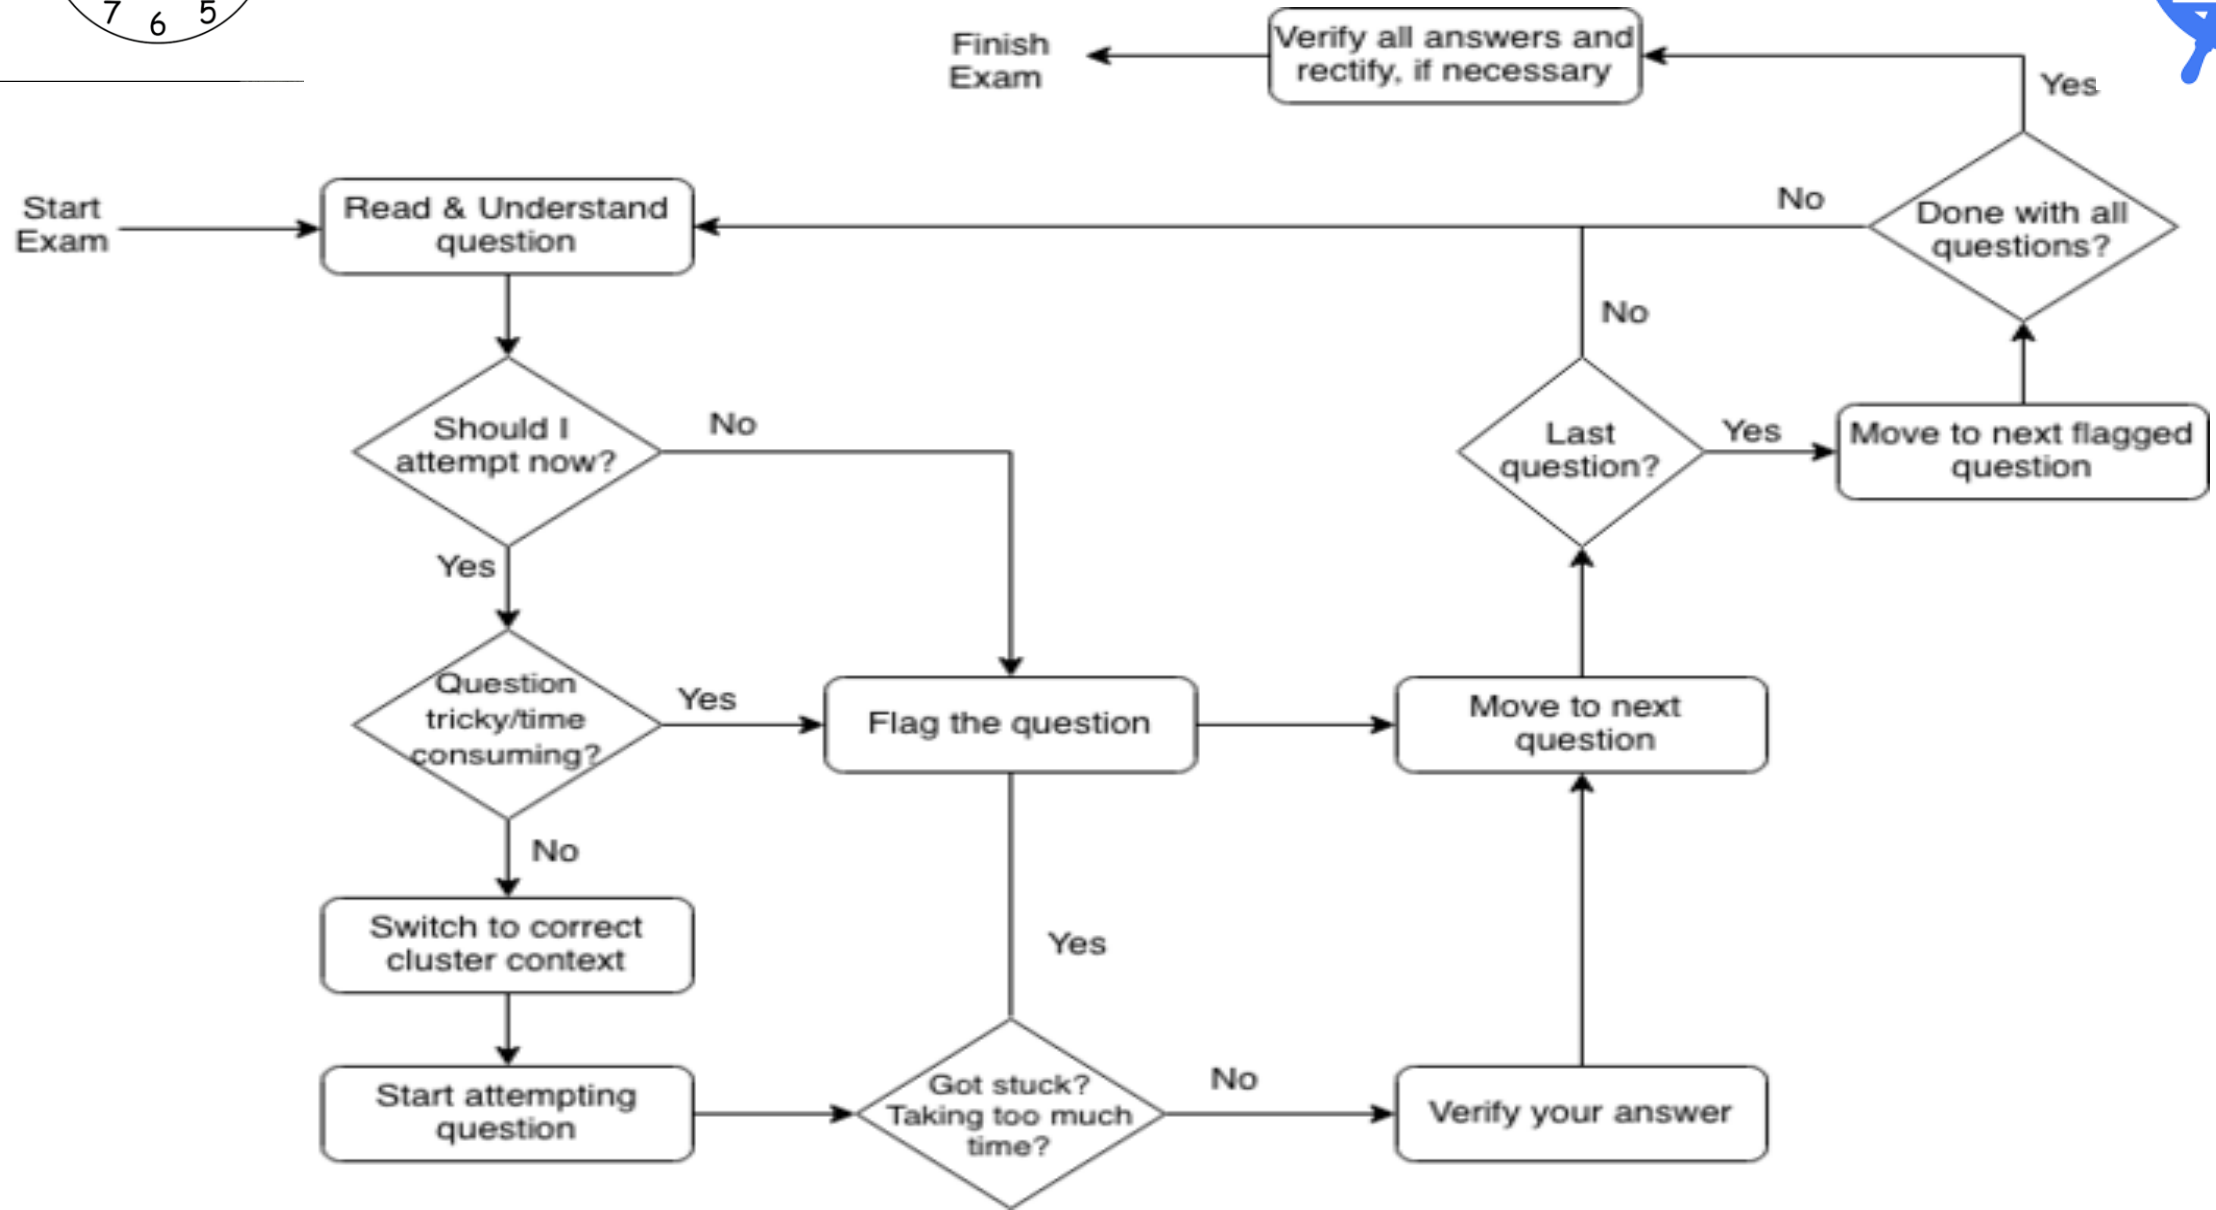 7 6 5
Finish
Exam
Verify all answers and
rectify, if necessary
Yes
Start
Exam
Read & Understand
question
No
Done with all
questions?
No
Should I
attempt now?
No
Last
question?
Yes
Move to next flagged
question
Yes
Question
tricky/time
consuming?
Yes
Flag the question
Move to next
question
No
Switch to correct
cluster context
Yes
Start attempting
question
Got stuck?
Taking too much
time?
No
Verify your answer